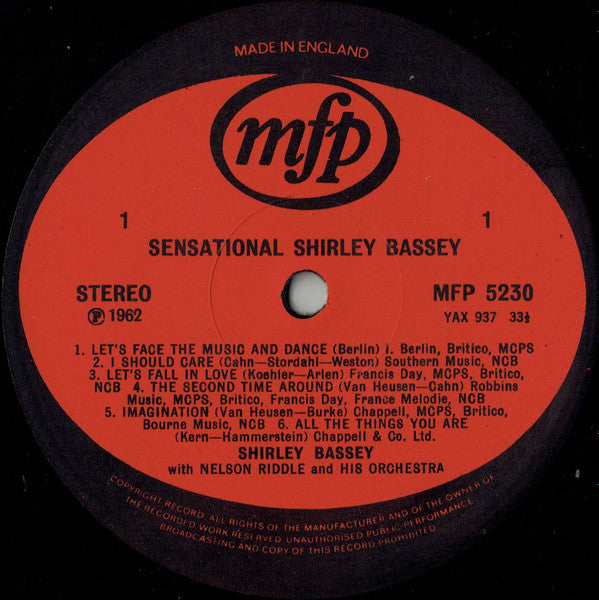 MADE IN ENGLAND
mfp
1 1
SENSATIONAL SHIRLEY BASSEY
STEREO MFP 5230
Ⓟ 1962 YAX 937 33⅓
1. LET'S FACE THE MUSIC AND DANCE (Berlin) I. Berlin, Britico, MCPS
2. I SHOULD CARE (Cahn—Stordahl—Weston) Southern Music, NCB
3. LET'S FALL IN LOVE (Koehler—Arlen) Francis Day, MCPS, Britico,
NCB 4. THE SECOND TIME AROUND (Van Heusen—Cahn) Robbins
Music, MCPS, Britico, Francis Day, France Melodie, NCB
5. IMAGINATION (Van Heusen—Burke) Chappell, MCPS, Britico,
Bourne Music, NCB 6. ALL THE THINGS YOU ARE
(Kern—Hammerstein) Chappell & Co. Ltd.
SHIRLEY BASSEY
with NELSON RIDDLE and HIS ORCHESTRA
COPYRIGHT RECORD. ALL RIGHTS OF THE MANUFACTURER AND OF THE OWNER OF
THE RECORDED WORK RESERVED. UNAUTHORISED PUBLIC PERFORMANCE
BROADCASTING AND COPY OF THIS RECORD PROHIBITED.